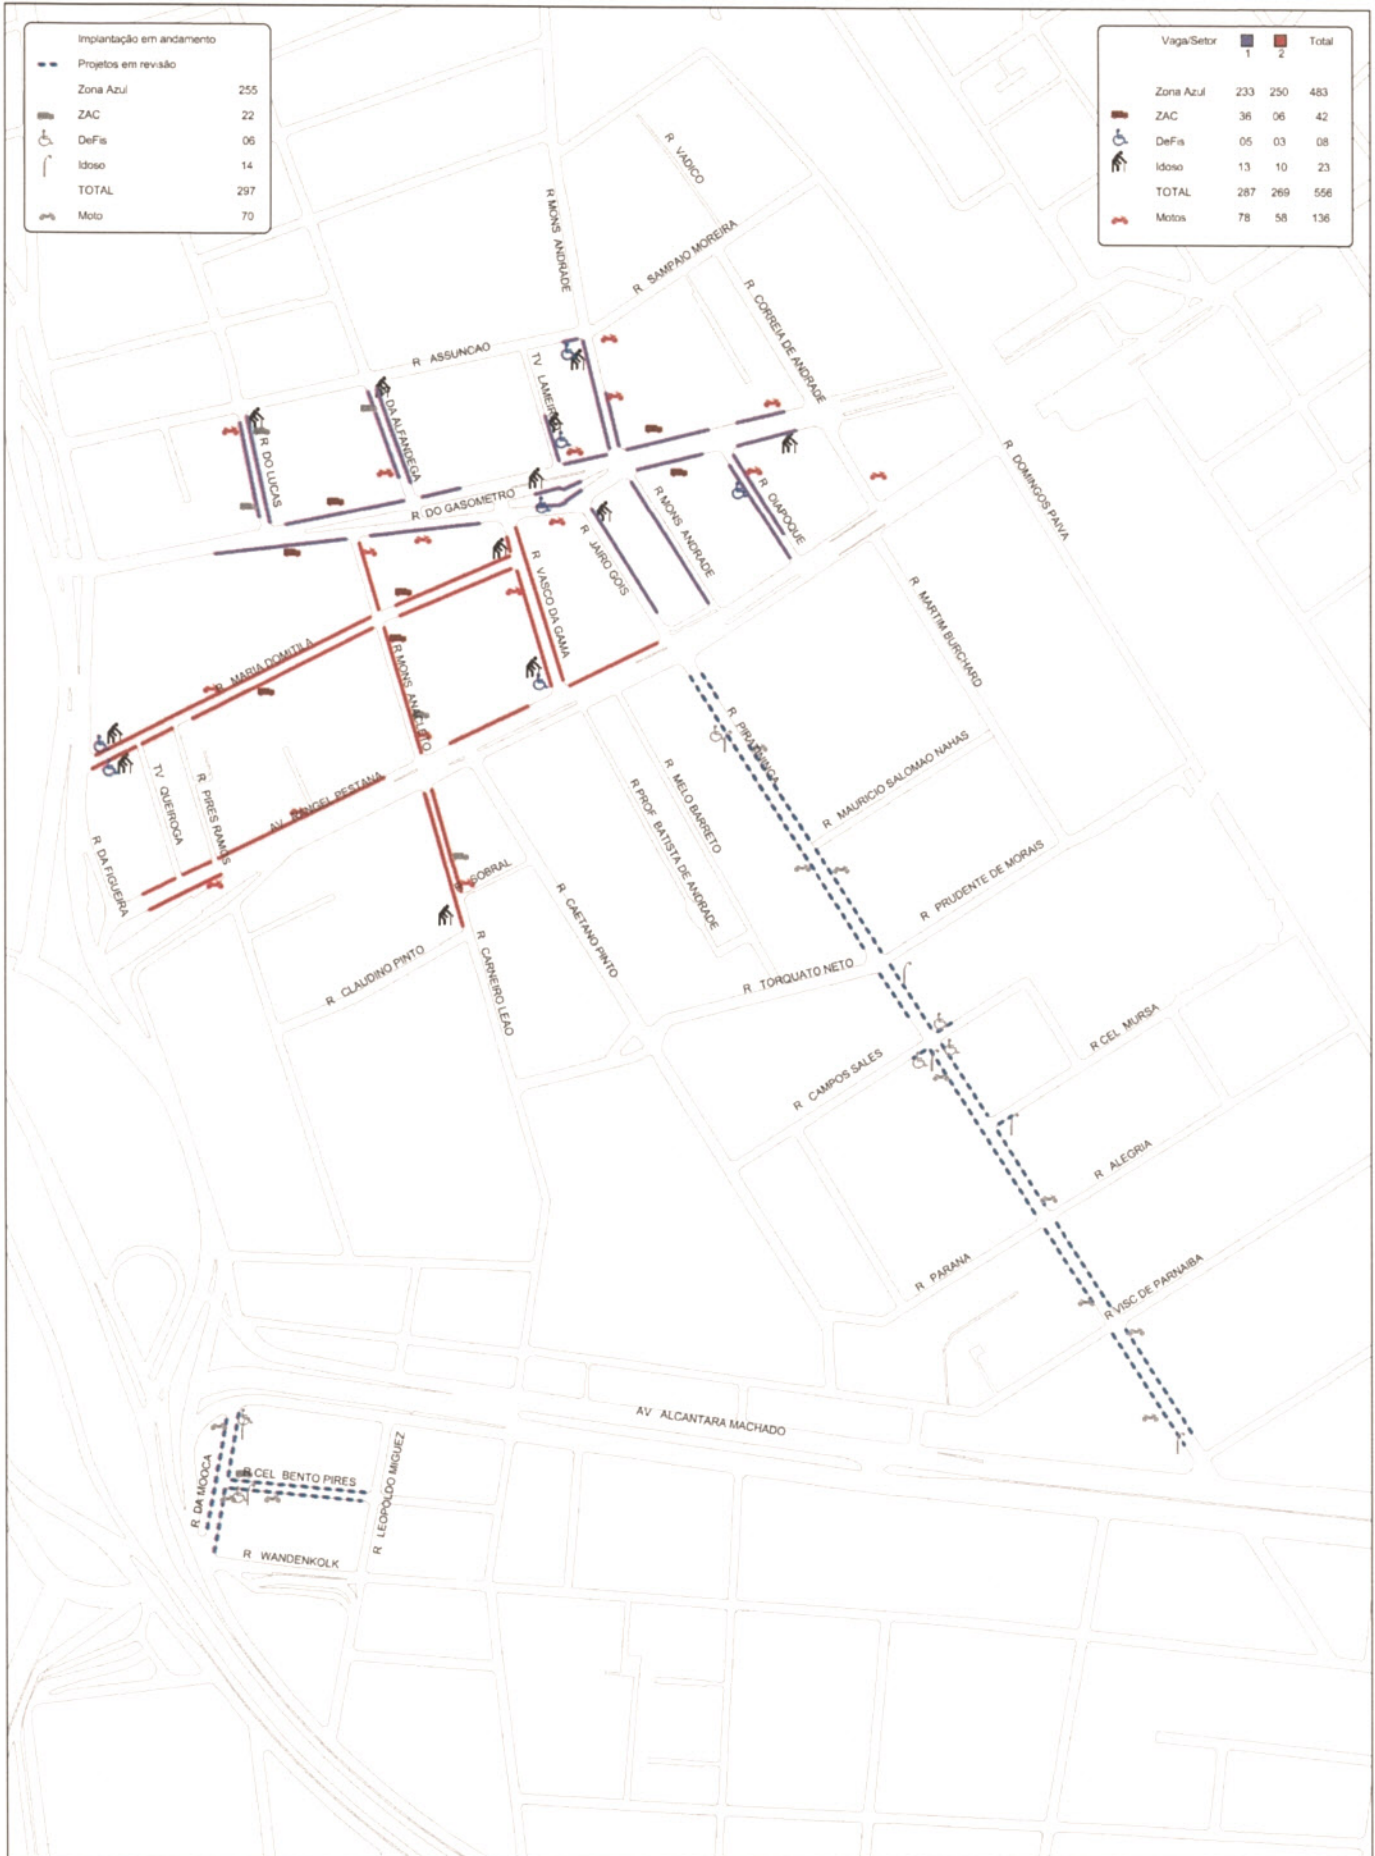 Implantação em andamento
Projetos em revisão
Zona Azul 255
ZAC 22
DeFis 06
Idoso 14
TOTAL 297
Moto 70
Vaga/Setor 1 2 Total
Zona Azul 233 250 483
ZAC 36 06 42
DeFis 05 03 08
Idoso 13 10 23
TOTAL 287 269 556
Motos 78 58 136
R VADICO
R MONS ANDRADE
R SAMPAIO MOREIRA
R CORREIA DE ANDRADE
R ASSUNCAO
TV LAMEIR
DA ALFANDEGA
R DO LUCAS
R DO GASOMETRO
R DOMINGOS PAIVA
R OIAPOQUE
R MONS ANDRADE
R JAIRO GOIS
R VASCO DA GAMA
R MARTIM BURCHARD
R MARIA DOMITILA
R MONS ANACLETO
R PIRATININGA
R MAURICIO SALOMAO NAHAS
R MELO BARRETO
R PROF BATISTA DE ANDRADE
TV QUEIROGA
R PIRES RAMOS
AV RANGEL PESTANA
R DA FIGUEIRA
R SOBRAL
R PRUDENTE DE MORAIS
R CAETANO PINTO
R CLAUDINO PINTO
R CARNEIRO LEAO
R TORQUATO NETO
R CEL MURSA
R CAMPOS SALES
R ALEGRIA
R PARANA
R VISC DE PARNAIBA
AV ALCANTARA MACHADO
R DA MOOCA
R CEL BENTO PIRES
R LEOPOLDO MIGUEZ
R WANDENKOLK